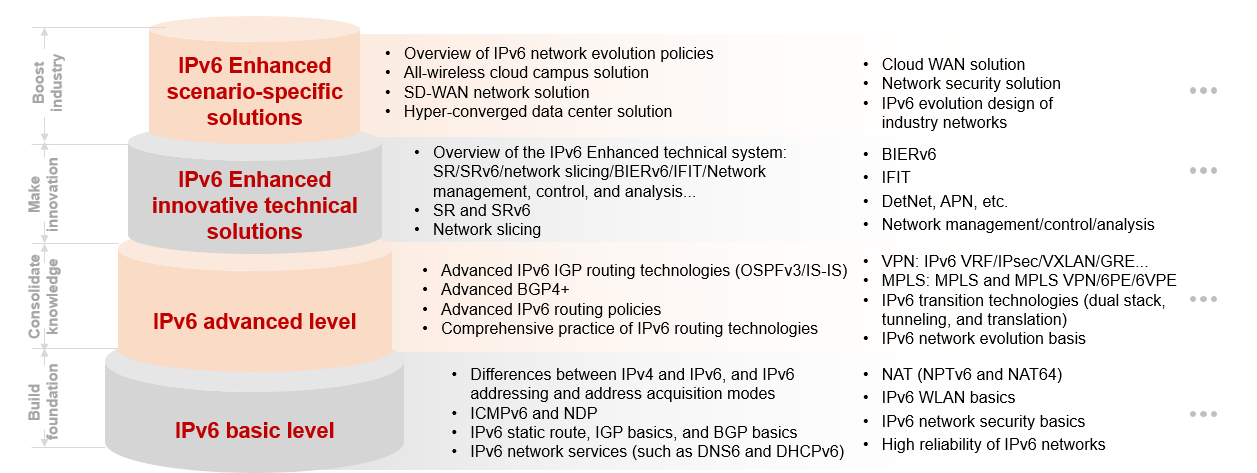 Boost
industry
IPv6 Enhanced
scenario-specific
solutions
• Overview of IPv6 network evolution policies
• All-wireless cloud campus solution
• SD-WAN network solution
• Hyper-converged data center solution
• Cloud WAN solution
• Network security solution
• IPv6 evolution design of
industry networks
•••
Make
innovation
IPv6 Enhanced
innovative technical
solutions
• Overview of the IPv6 Enhanced technical system:
SR/SRv6/network slicing/BIERv6/IFIT/Network
management, control, and analysis...
• SR and SRv6
• Network slicing
• BIERv6
• IFIT
• DetNet, APN, etc.
• Network management/control/analysis
•••
Consolidate
knowledge
IPv6 advanced level
• Advanced IPv6 IGP routing technologies (OSPFv3/IS-IS)
• Advanced BGP4+
• Advanced IPv6 routing policies
• Comprehensive practice of IPv6 routing technologies
• VPN: IPv6 VRF/IPsec/VXLAN/GRE...
• MPLS: MPLS and MPLS VPN/6PE/6VPE
• IPv6 transition technologies (dual stack,
tunneling, and translation)
• IPv6 network evolution basis
•••
Build
foundation
IPv6 basic level
• Differences between IPv4 and IPv6, and IPv6
addressing and address acquisition modes
• ICMPv6 and NDP
• IPv6 static route, IGP basics, and BGP basics
• IPv6 network services (such as DNS6 and DHCPv6)
• NAT (NPTv6 and NAT64)
• IPv6 WLAN basics
• IPv6 network security basics
• High reliability of IPv6 networks
•••